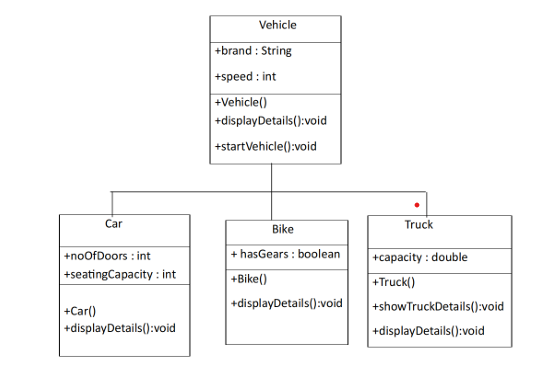 Vehicle
+brand : String
+speed : int
+Vehicle()
+displayDetails():void
+startVehicle():void
Car
+noOfDoors : int
+seatingCapacity : int
+Car()
+displayDetails():void
Bike
+ hasGears : boolean
+Bike()
+displayDetails():void
Truck
+capacity : double
+Truck()
+showTruckDetails():void
+displayDetails():void